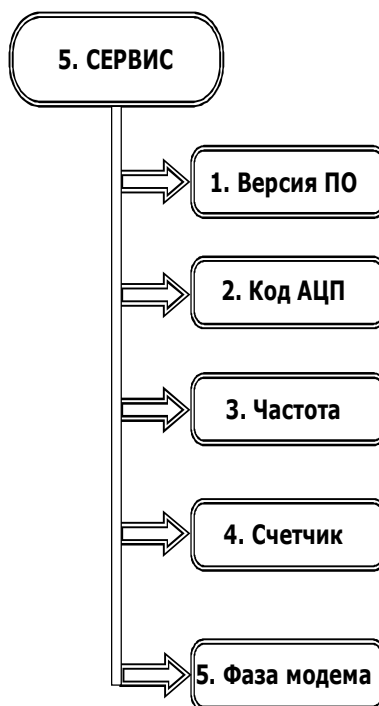 5. СЕРВИС
1. Версия ПО
2. Код АЦП
3. Частота
4. Счетчик
5. Фаза модема